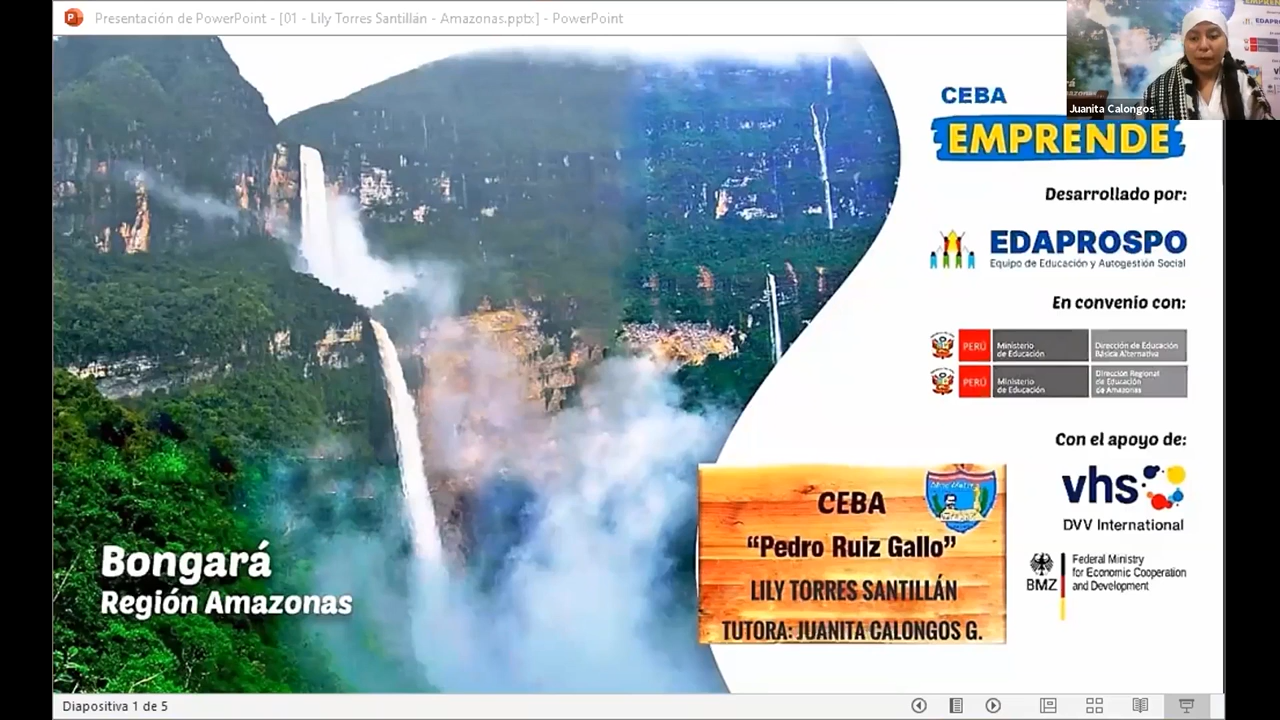 Presentación de PowerPoint - [01 - Lily Torres Santillán - Amazonas.pptx] - PowerPoint
Juanita Calongos
CEBA
EMPRENDE
Desarrollado por:
EDAPROSPO
Equipo de Educación y Autogestión Social
En convenio con:
PERÚ
Ministerio
de Educación
Dirección de Educación
Básica Alternativa
PERÚ
Ministerio
de Educación
Dirección Regional
de Educación
de Amazonas
Con el apoyo de:
vhs
DVV International
BMZ
Federal Ministry
for Economic Cooperation
and Development
CEBA
"Pedro Ruiz Gallo"
LILY TORRES SANTILLÁN
TUTORA: JUANITA CALONGOS G.
Bongará
Región Amazonas
Diapositiva 1 de 5